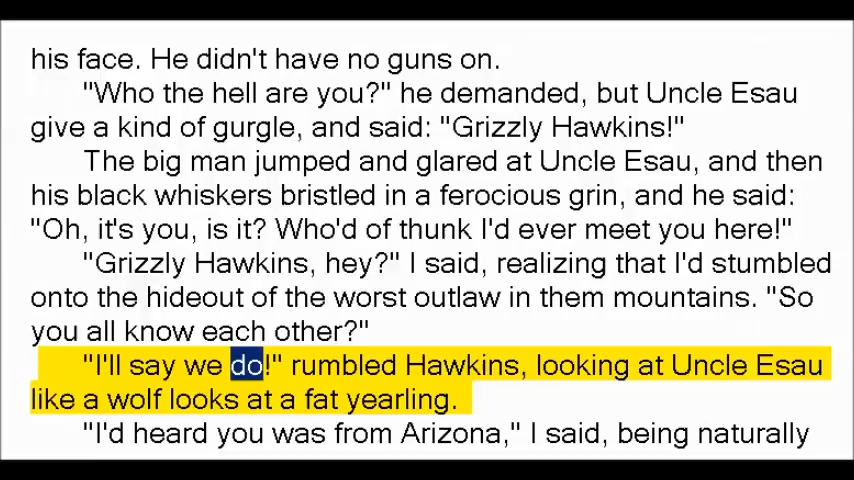 his face. He didn't have no guns on.
"Who the hell are you?" he demanded, but Uncle Esau
give a kind of gurgle, and said: "Grizzly Hawkins!"
The big man jumped and glared at Uncle Esau, and then
his black whiskers bristled in a ferocious grin, and he said:
"Oh, it's you, is it? Who'd of thunk I'd ever meet you here!"
"Grizzly Hawkins, hey?" I said, realizing that I'd stumbled
onto the hideout of the worst outlaw in them mountains. "So
you all know each other?"
"I'll say we do!" rumbled Hawkins, looking at Uncle Esau
like a wolf looks at a fat yearling.
"I'd heard you was from Arizona," I said, being naturally